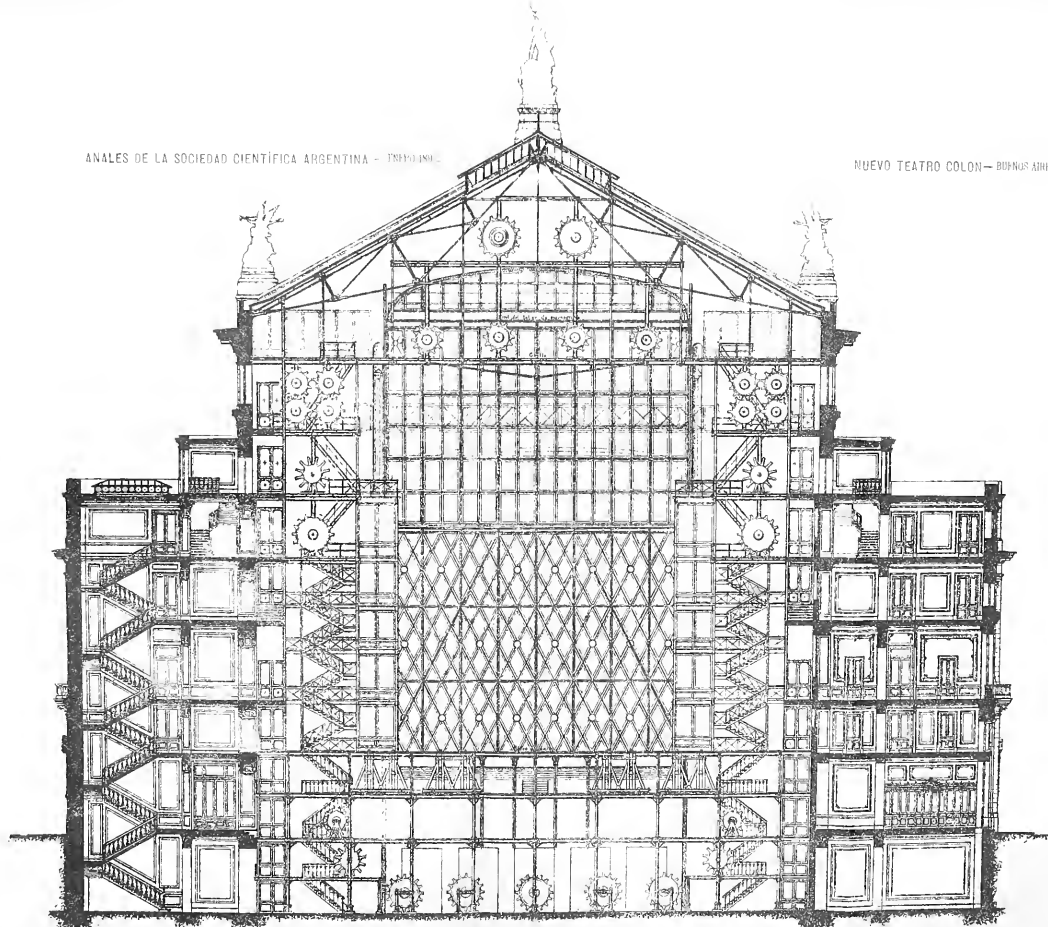 ANALES DE LA SOCIEDAD CIENTÍFICA ARGENTINA -
NUEVO TEATRO COLON — BUENOS AIRE